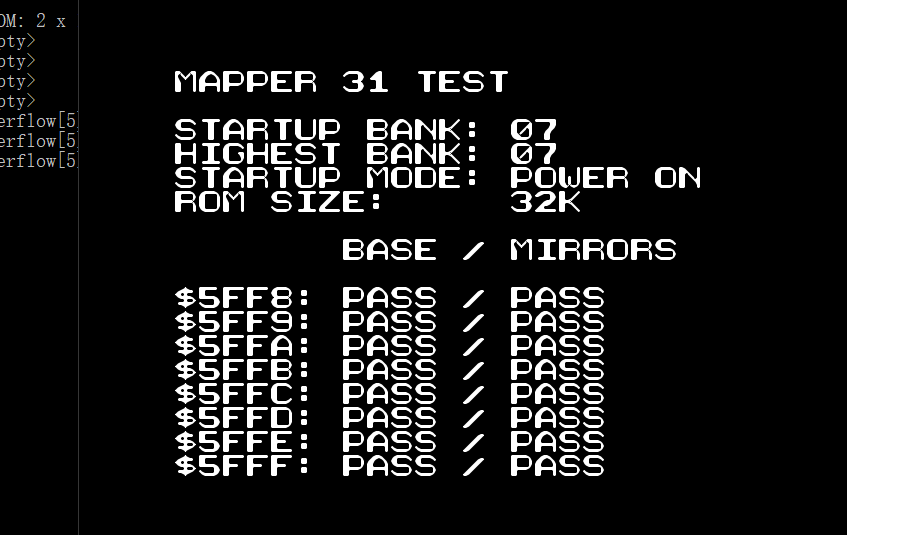 OM: 2 x
pty>
pty>
pty>
pty>
erflow[5]
erflow[5]
erflow[5]
MAPPER 31 TEST
STARTUP BANK: 07
HIGHEST BANK: 07
STARTUP MODE: POWER ON
ROM SIZE: 32K
BASE / MIRRORS
$5FF8: PASS / PASS
$5FF9: PASS / PASS
$5FFA: PASS / PASS
$5FFB: PASS / PASS
$5FFC: PASS / PASS
$5FFD: PASS / PASS
$5FFE: PASS / PASS
$5FFF: PASS / PASS